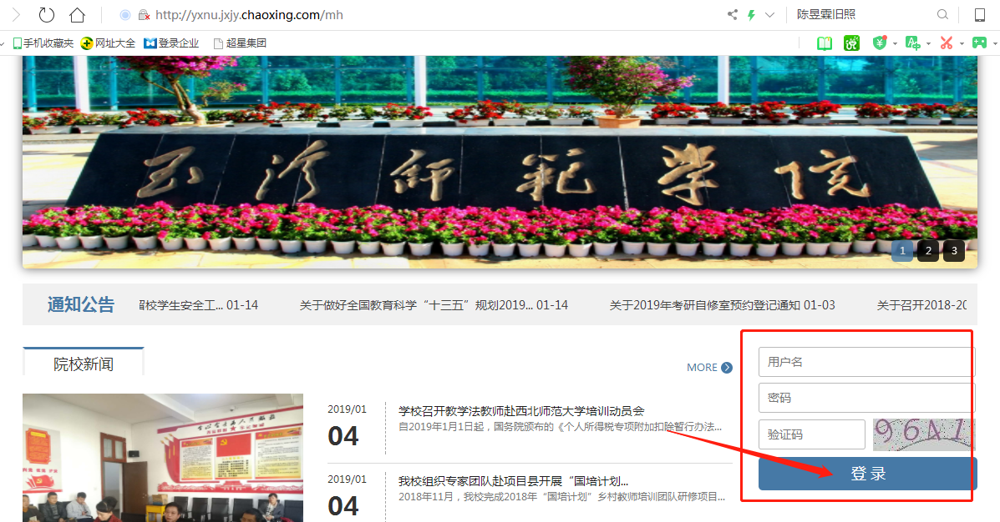 http://yxnu.jxjy.chaoxing.com/mh
陈昱霖旧照
手机收藏夹 网址大全 登录企业 超星集团
玉溪师范学院
1 2 3
通知公告
留校学生安全工... 01-14 关于做好全国教育科学“十三五”规划2019... 01-14 关于2019年考研自修室预约登记通知 01-03 关于召开2018-20
院校新闻
MORE
用户名
密码
验证码
9641
登 录
2019/01
04
学校召开教学法教师赴西北师范大学培训动员会
自2019年1月1日起，国务院颁布的《个人所得税专项附加扣除暂行办法...
2019/01
04
我校组织专家团队赴项目县开展“国培计划...
2018年11月，我校完成2018年“国培计划”乡村教师培训团队研修项目...